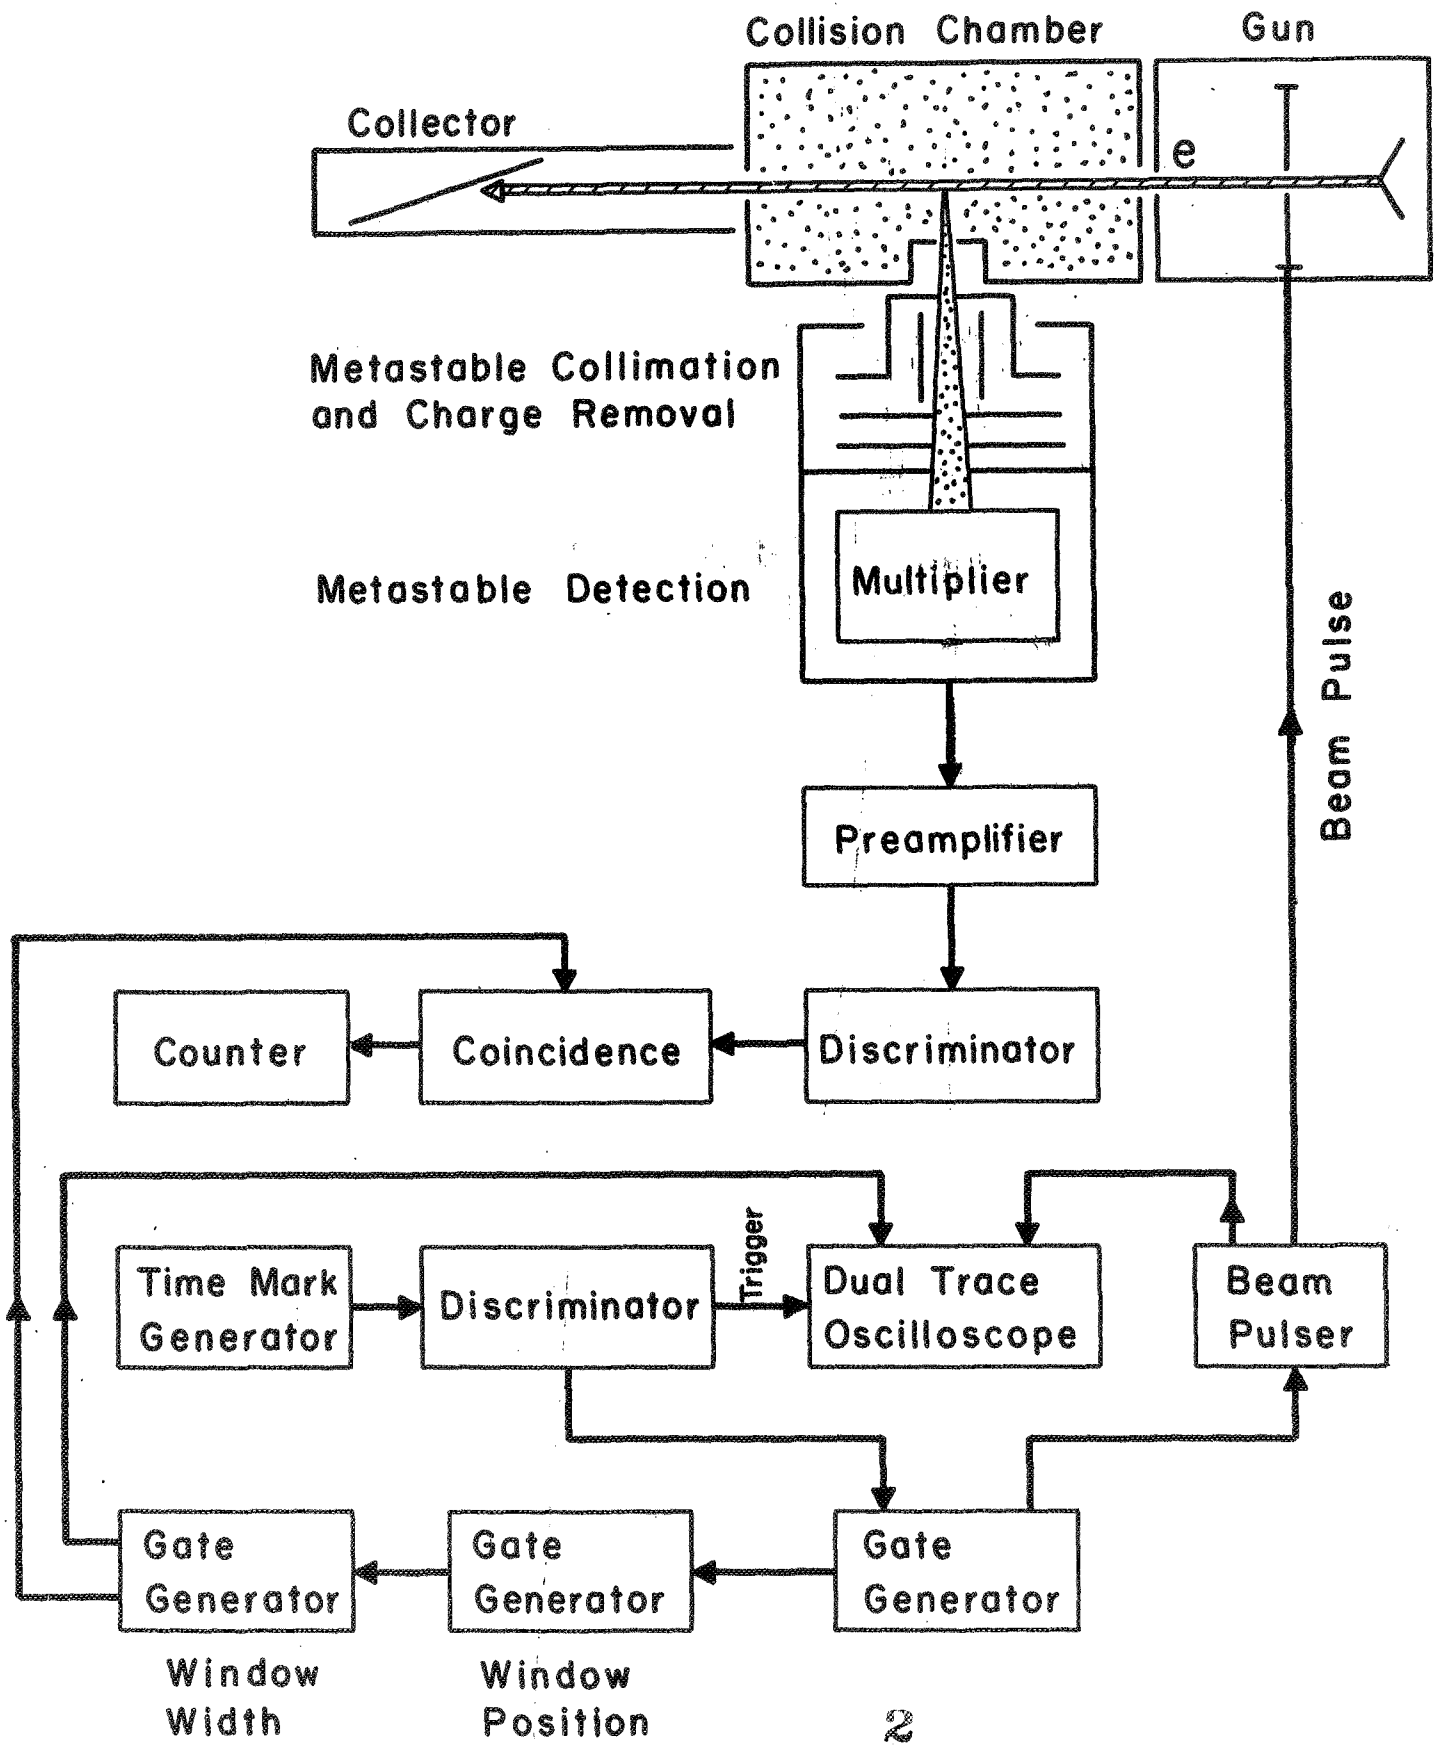 Collision Chamber
Gun
Collector
e
Metastable Collimation
and Charge Removal
Multiplier
Metastable Detection
Beam Pulse
Preamplifier
Counter
Coincidence
Discriminator
Trigger
Time Mark
Generator
Discriminator
Dual Trace
Oscilloscope
Beam
Pulser
Gate
Generator
Gate
Generator
Gate
Generator
Window
Width
Window
Position
2